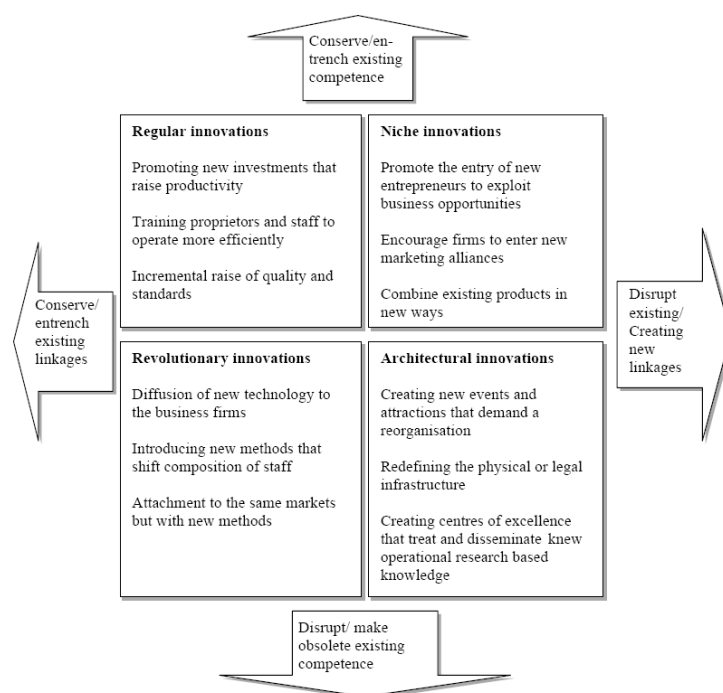 Conserve/en-
trench existing
competence
Regular innovations
Promoting new investments that
raise productivity
Training proprietors and staff to
operate more efficiently
Incremental raise of quality and
standards
Niche innovations
Promote the entry of new
entrepreneurs to exploit
business opportunities
Encourage firms to enter new
marketing alliances
Combine existing products in
new ways
Conserve/
entrench
existing
linkages
Disrupt
existing/
Creating
new
linkages
Revolutionary innovations
Diffusion of new technology to
the business firms
Introducing new methods that
shift composition of staff
Attachment to the same markets
but with new methods
Architectural innovations
Creating new events and
attractions that demand a
reorganisation
Redefining the physical or legal
infrastructure
Creating centres of excellence
that treat and disseminate knew
operational research based
knowledge
Disrupt/ make
obsolete existing
competence